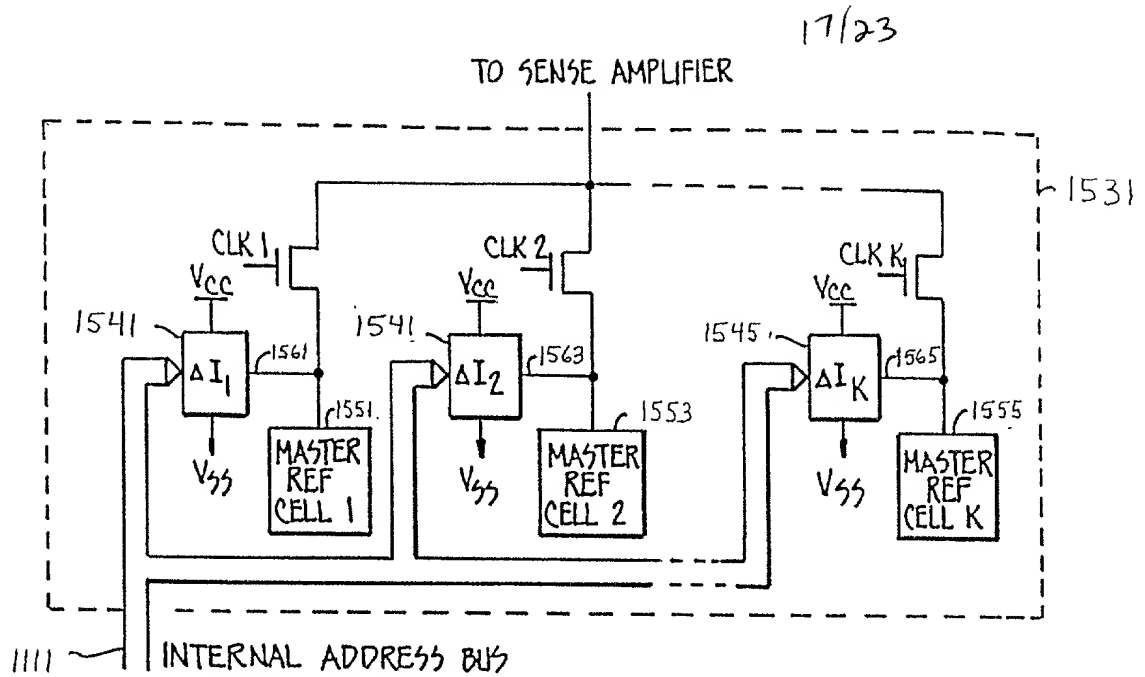 17/23
TO SENSE AMPLIFIER
1531
CLK 1
CLK 2
CLK K
VCC
VCC
VCC
1541
1541
1545
ΔI1
1561
ΔI2
1563
ΔIK
1565
1551
1553
1555
VSS
VSS
VSS
MASTER
REF
CELL 1
MASTER
REF
CELL 2
MASTER
REF
CELL K
1111
INTERNAL ADDRESS BUS